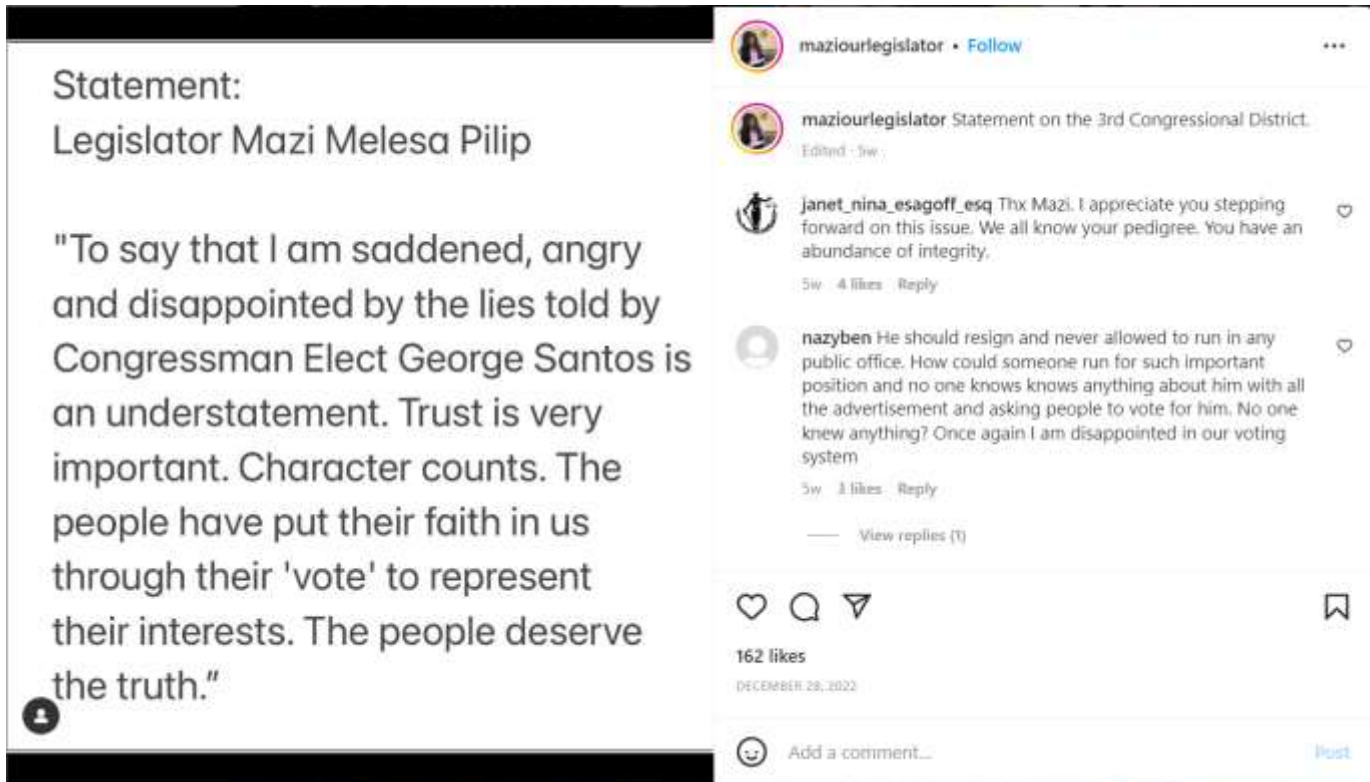 Statement:
Legislator Mazi Melesa Pilip
"To say that I am saddened, angry
and disappointed by the lies told by
Congressman Elect George Santos is
an understatement. Trust is very
important. Character counts. The
people have put their faith in us
through their 'vote' to represent
their interests. The people deserve
the truth.”
maziourlegislator • Follow
maziourlegislator Statement on the 3rd Congressional District.
Edited · 5w
janet_nina_esagoff_esq Thx Mazi. I appreciate you stepping
forward on this issue. We all know your pedigree. You have an
abundance of integrity.
5w 4 likes Reply
nazyben He should resign and never allowed to run in any
public office. How could someone run for such important
position and no one knows knows anything about him with all
the advertisement and asking people to vote for him. No one
knew anything? Once again I am disappointed in our voting
system
5w 3 likes Reply
View replies (1)
162 likes
DECEMBER 28, 2022
Add a comment...
Post